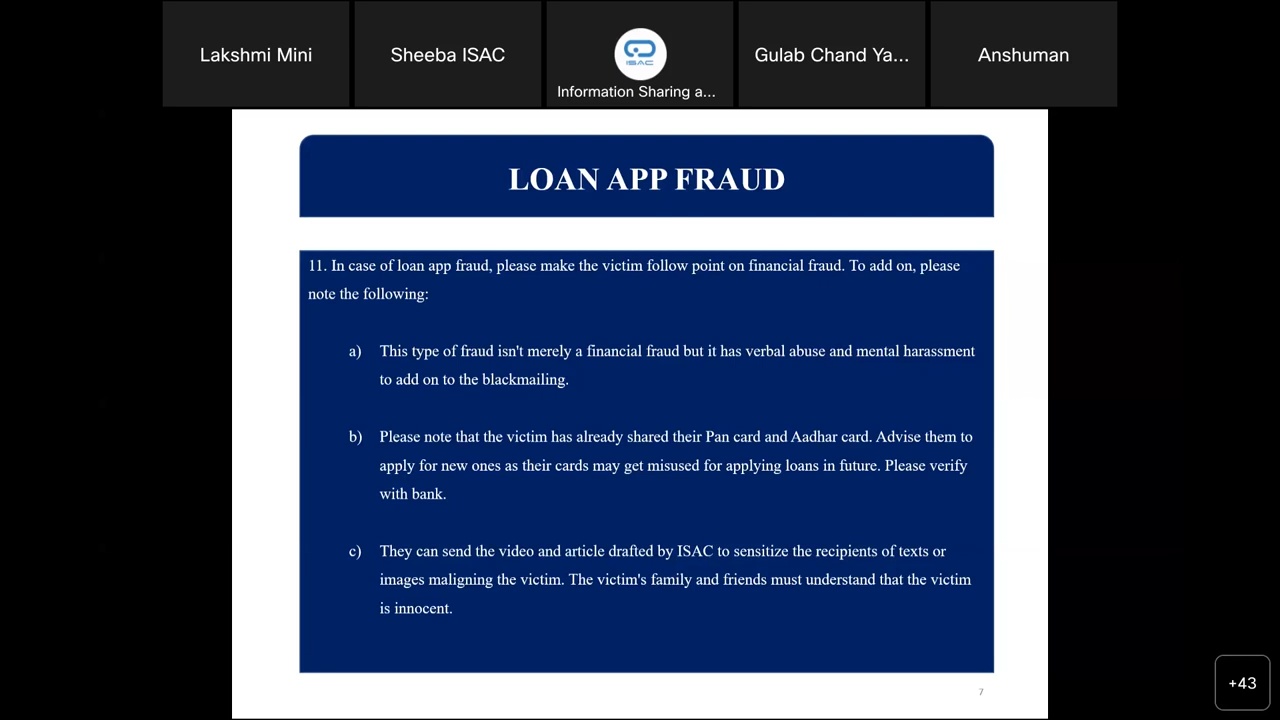 Lakshmi Mini
Sheeba ISAC
ISAC
Information Sharing a...
Gulab Chand Ya...
Anshuman
LOAN APP FRAUD
11. In case of loan app fraud, please make the victim follow point on financial fraud. To add on, please
note the following:
a) This type of fraud isn't merely a financial fraud but it has verbal abuse and mental harassment
to add on to the blackmailing.
b) Please note that the victim has already shared their Pan card and Aadhar card. Advise them to
apply for new ones as their cards may get misused for applying loans in future. Please verify
with bank.
c) They can send the video and article drafted by ISAC to sensitize the recipients of texts or
images maligning the victim. The victim's family and friends must understand that the victim
is innocent.
7
+43